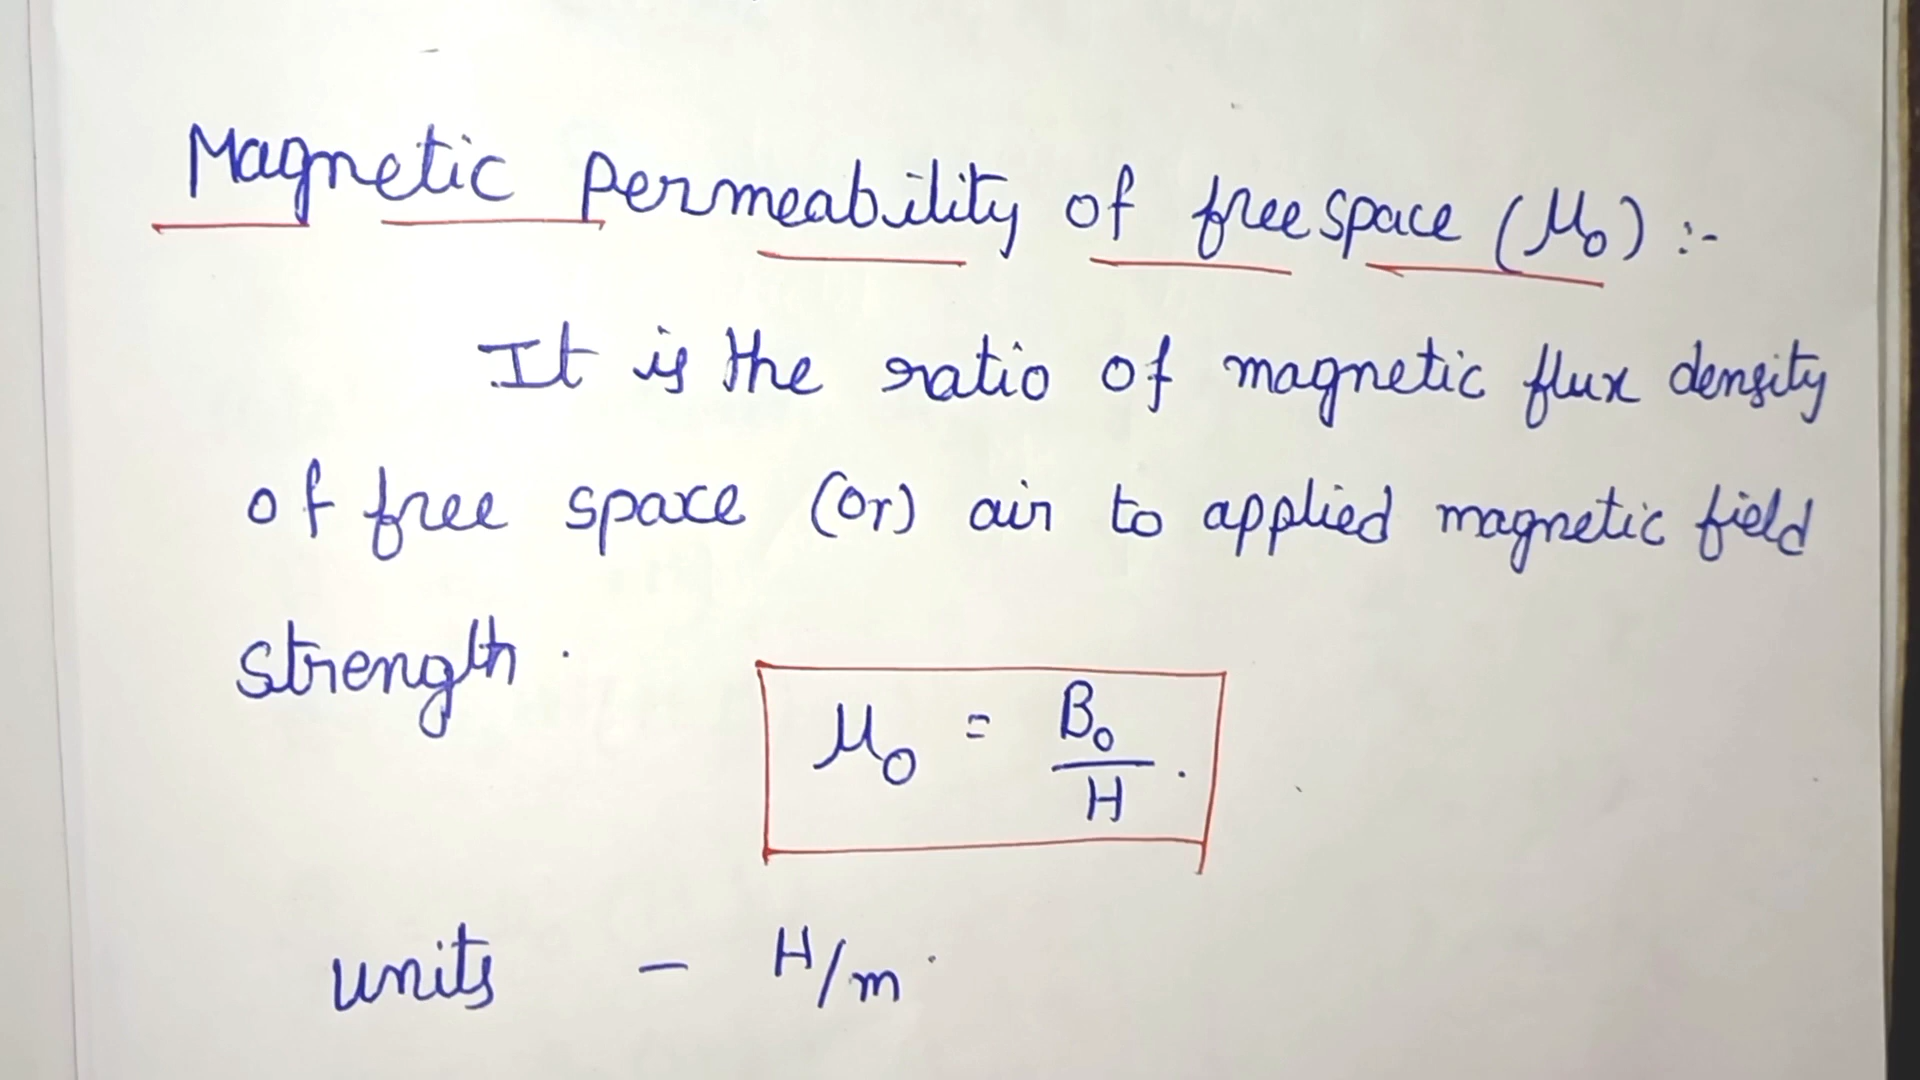 Magnetic Permeability of free space (μ₀) :-
It is the ratio of magnetic flux density
of free space (or) air to applied magnetic field
strength.
μ₀ = B₀/H.
units - H/m.